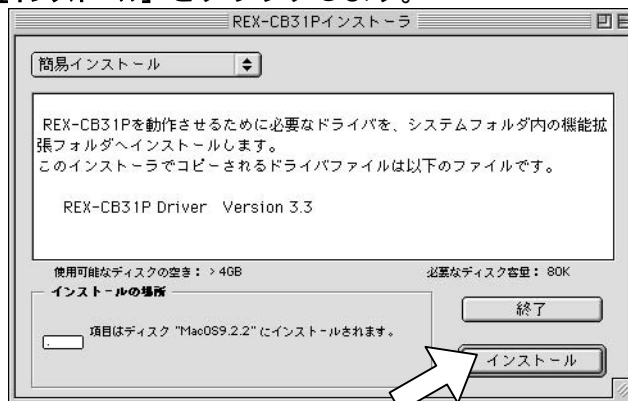 REX-CB31Pインストーラ
簡易インストール
REX-CB31Pを動作させるために必要なドライバを、システムフォルダ内の機能拡
張フォルダへインストールします。
このインストーラでコピーされるドライバファイルは以下のファイルです。
REX-CB31P Driver Version 3.3
使用可能なディスクの空き： > 4GB
必要なディスク容量： 80K
インストールの場所
項目はディスク "MacOS9.2.2" にインストールされます。
終了
インストール